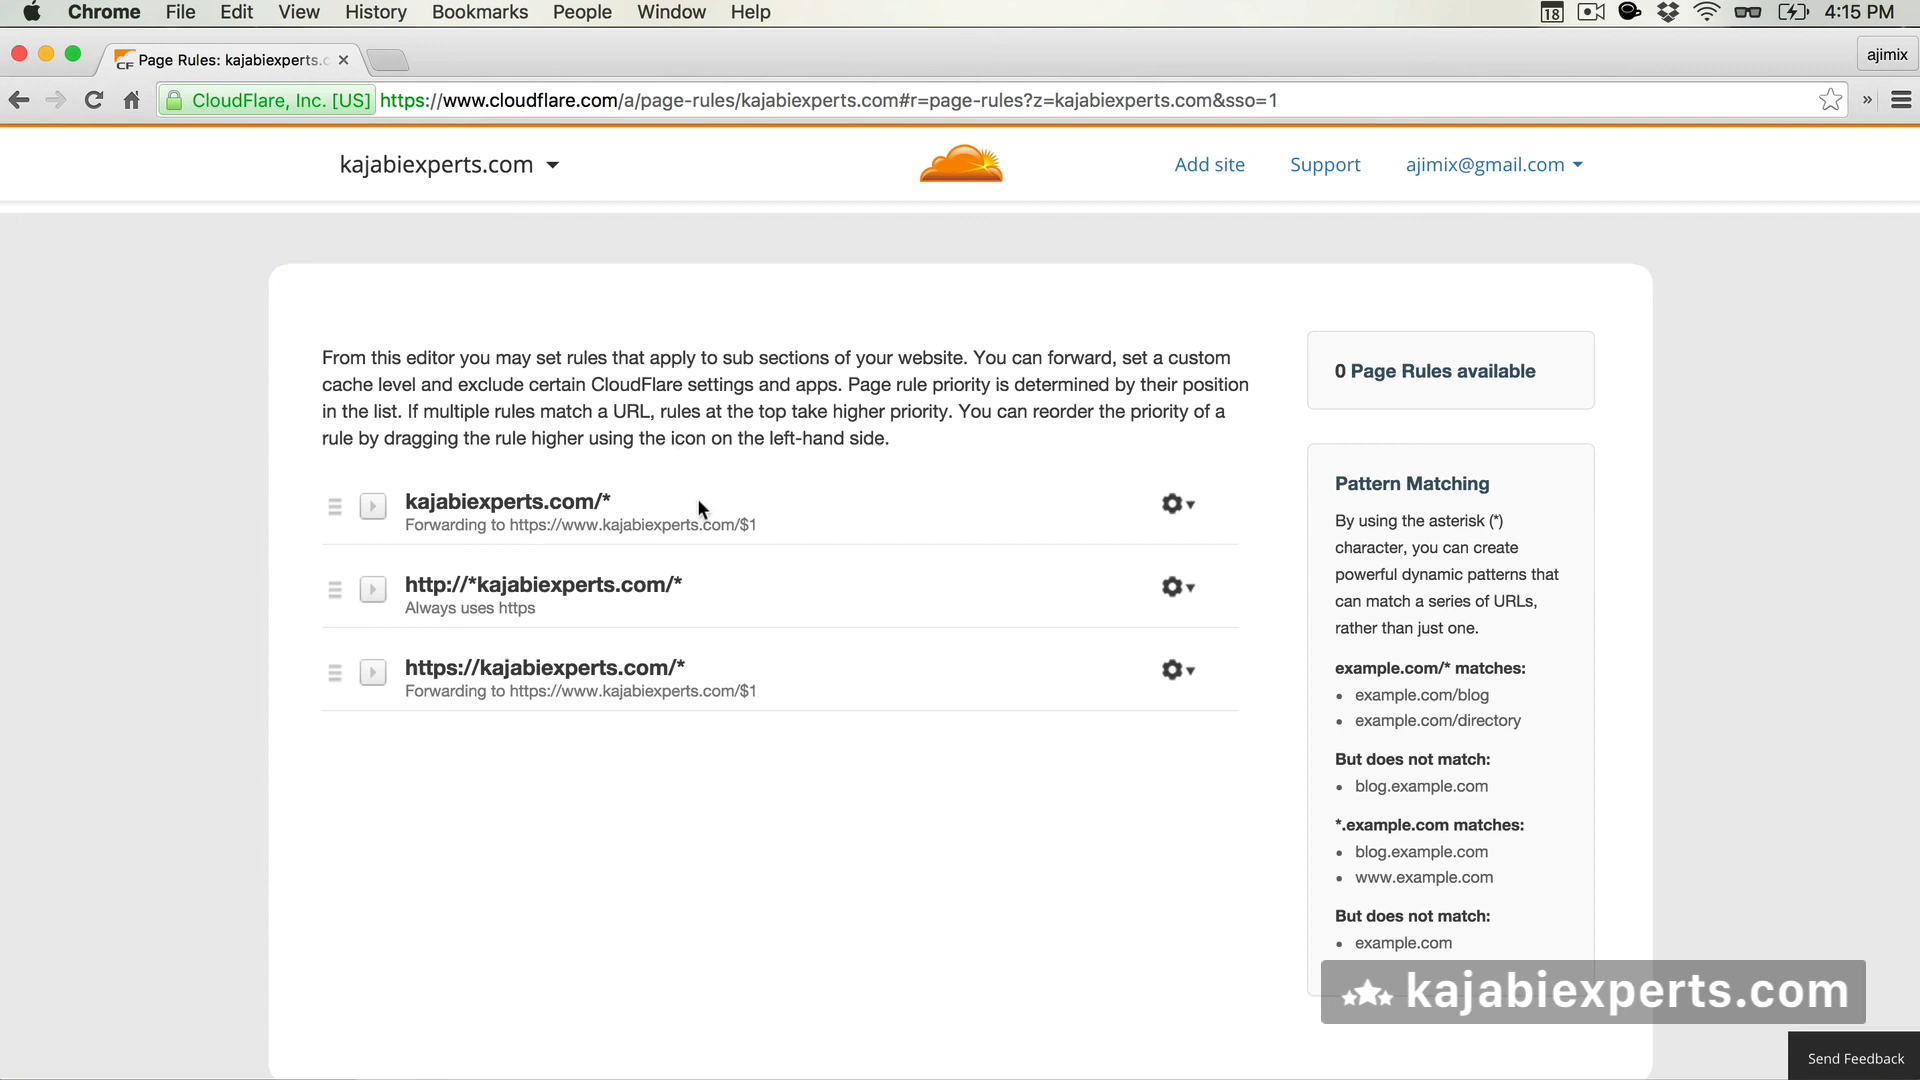 Chrome File Edit View History Bookmarks People Window Help 18 4:15 PM
CF Page Rules: kajabiexperts.c
ajimix
CloudFlare, Inc. [US] https://www.cloudflare.com/a/page-rules/kajabiexperts.com#r=page-rules?z=kajabiexperts.com&sso=1 »
kajabiexperts.com
Add site Support ajimix@gmail.com
From this editor you may set rules that apply to sub sections of your website. You can forward, set a custom
cache level and exclude certain CloudFlare settings and apps. Page rule priority is determined by their position
in the list. If multiple rules match a URL, rules at the top take higher priority. You can reorder the priority of a
rule by dragging the rule higher using the icon on the left-hand side.
kajabiexperts.com/*
Forwarding to https://www.kajabiexperts.com/$1
http://*kajabiexperts.com/*
Always uses https
https://kajabiexperts.com/*
Forwarding to https://www.kajabiexperts.com/$1
0 Page Rules available
Pattern Matching
By using the asterisk (*)
character, you can create
powerful dynamic patterns that
can match a series of URLs,
rather than just one.
example.com/* matches:
• example.com/blog
• example.com/directory
But does not match:
• blog.example.com
*.example.com matches:
• blog.example.com
• www.example.com
But does not match:
• example.com
kajabiexperts.com
Send Feedback